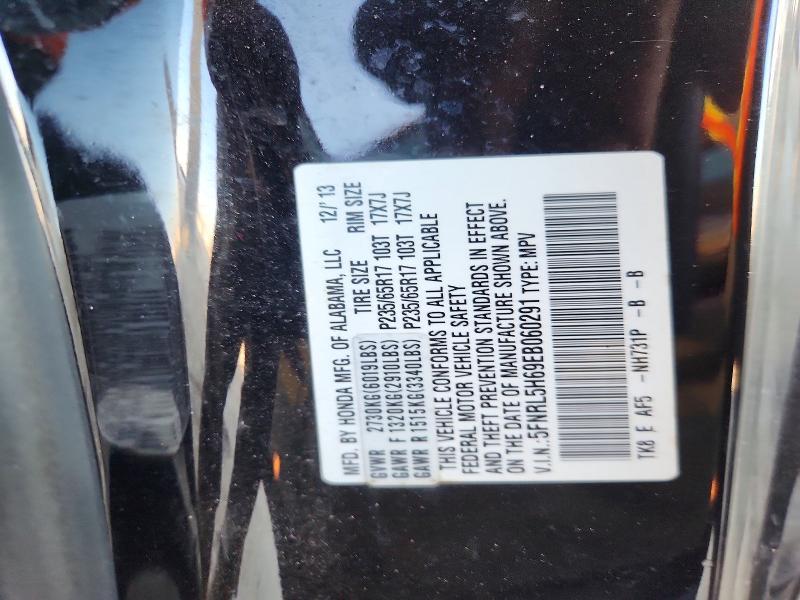 MFD. BY HONDA MFG. OF ALABAMA, LLC 12/'13
TIRE SIZE RIM SIZE
GVWR 2730KG(6019LBS)
GAWR F 1320KG(2910LBS) P235/65R17 103T 17X7J
GAWR R 1515KG(3340LBS) P235/65R17 103T 17X7J
THIS VEHICLE CONFORMS TO ALL APPLICABLE
FEDERAL MOTOR VEHICLE SAFETY
AND THEFT PREVENTION STANDARDS IN EFFECT
ON THE DATE OF MANUFACTURE SHOWN ABOVE.
V.I.N.:5FNRL5H69EB060291 TYPE: MPV
TK8 E AF5 -NH731P -B -B